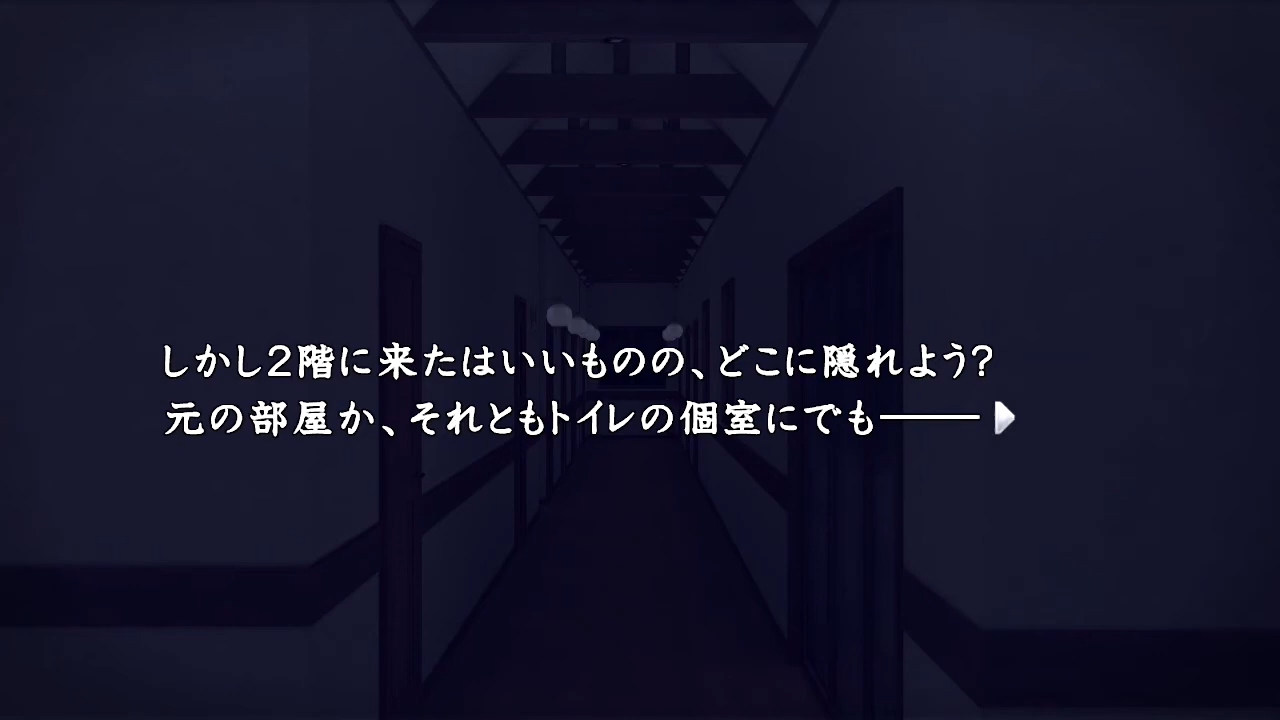 しかし２階に来たはいいものの、どこに隠れよう？
元の部屋か、それともトイレの個室にでも―――